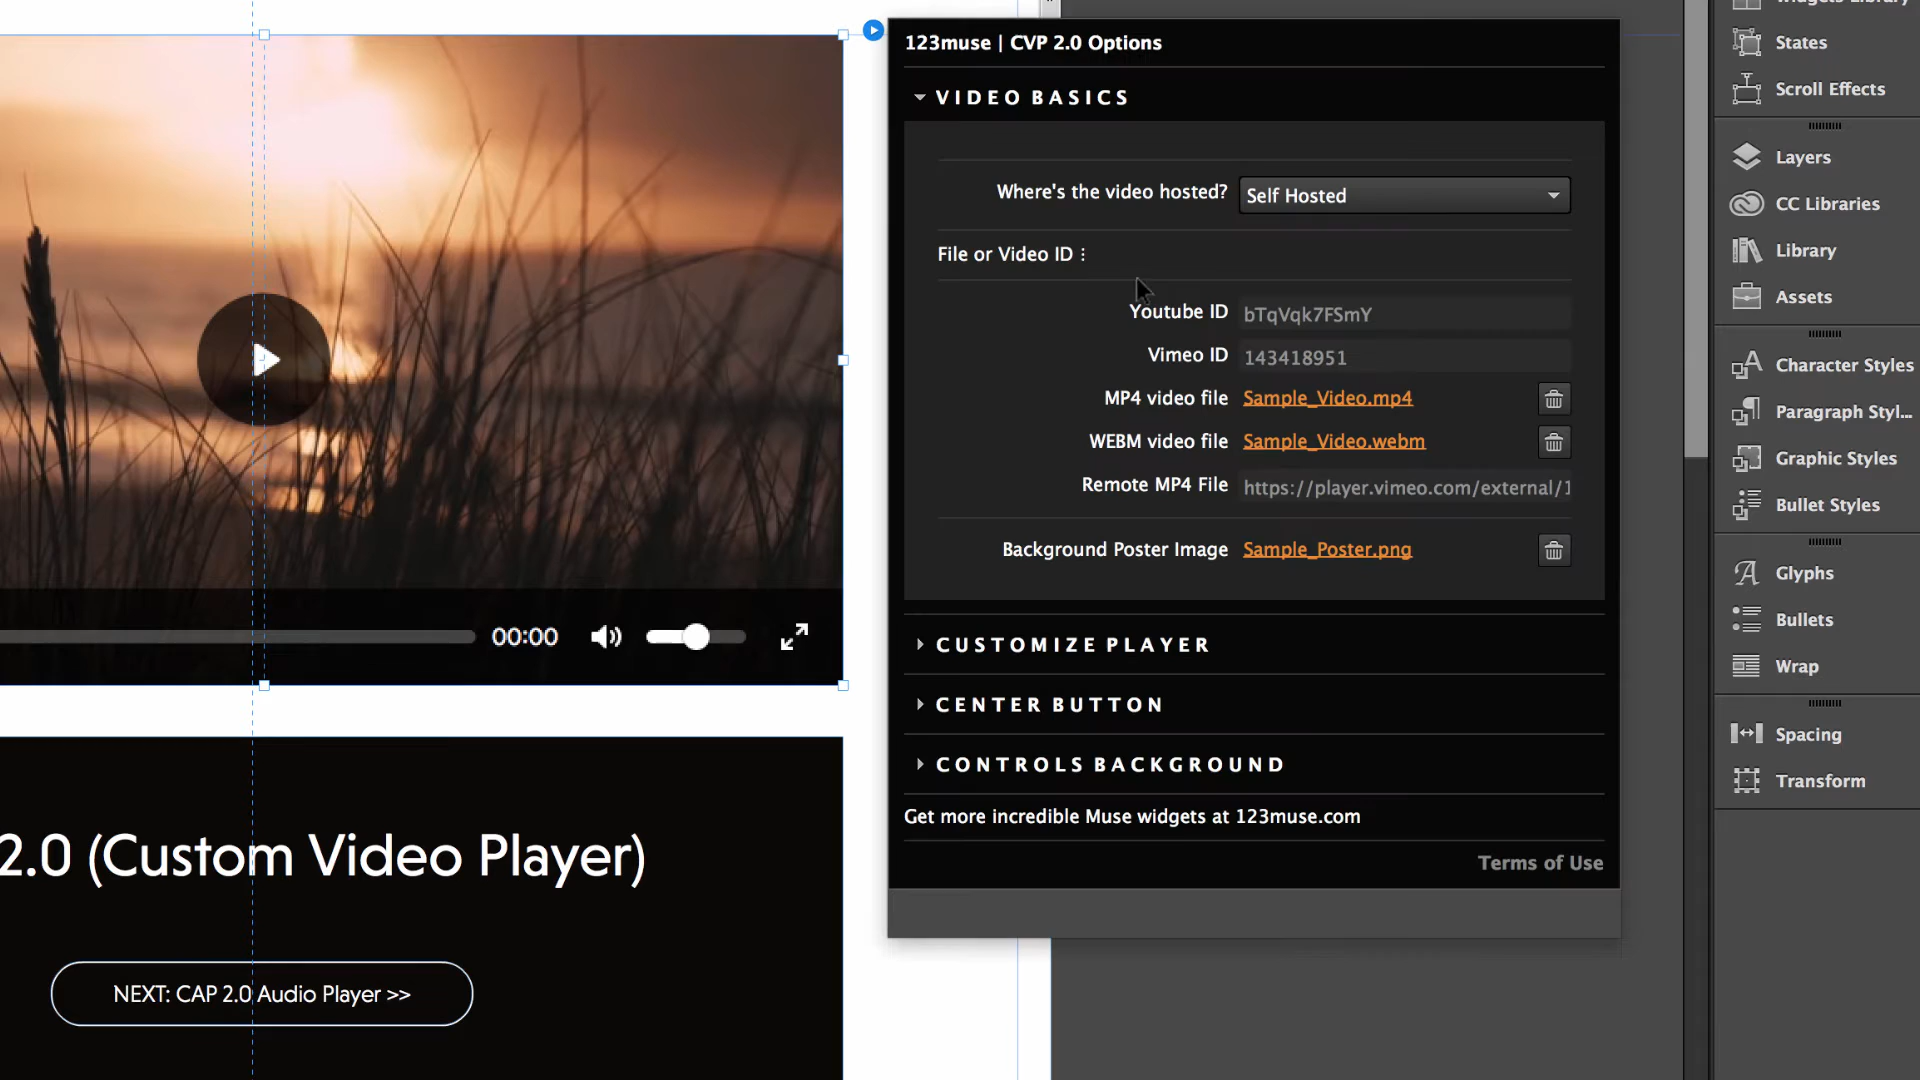 123muse | CVP 2.0 Options
VIDEO BASICS
Where's the video hosted? Self Hosted
File or Video ID :
Youtube ID bTqVqk7FSmY
Vimeo ID 143418951
MP4 video file Sample_Video.mp4
WEBM video file Sample_Video.webm
Remote MP4 File https://player.vimeo.com/external/1
Background Poster Image Sample_Poster.png
CUSTOMIZE PLAYER
CENTER BUTTON
CONTROLS BACKGROUND
Get more incredible Muse widgets at 123muse.com
Terms of Use
00:00
2.0 (Custom Video Player)
NEXT: CAP 2.0 Audio Player >>
Widgets Library
States
Scroll Effects
Layers
CC Libraries
Library
Assets
Character Styles
Paragraph Styl...
Graphic Styles
Bullet Styles
Glyphs
Bullets
Wrap
Spacing
Transform